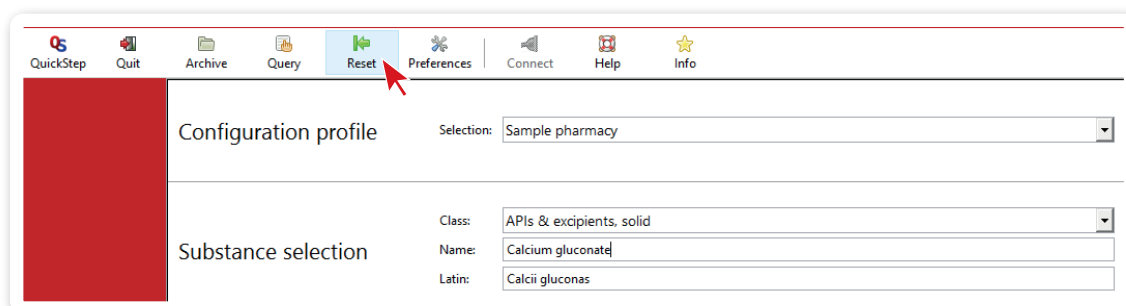 QS
QuickStep Quit Archive Query Reset Preferences Connect Help Info
Configuration profile Selection: Sample pharmacy
Class: APIs & excipients, solid
Substance selection Name: Calcium gluconate
Latin: Calcii gluconas